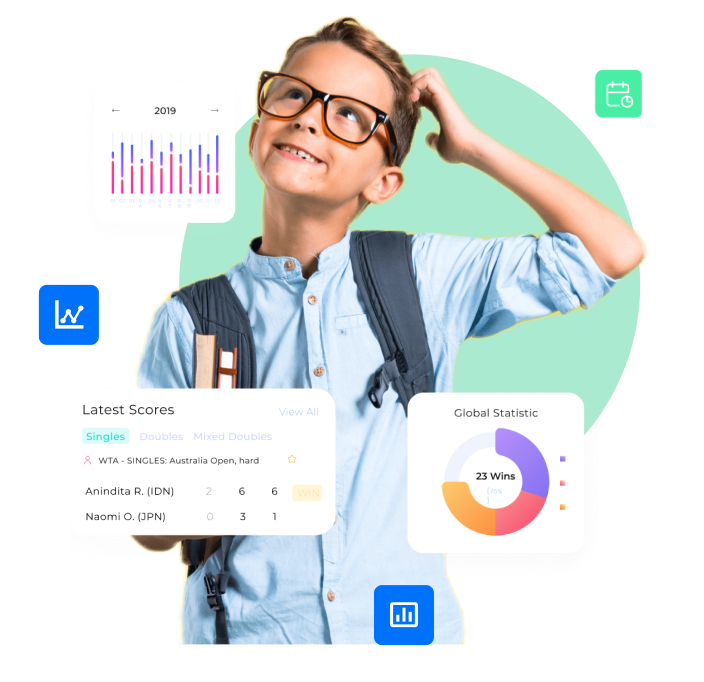 ← 2019 →
Latest Scores
View All
Singles Doubles Mixed Doubles
WTA - SINGLES: Australia Open, hard
Anindita R. (IDN) 2 6 6 WIN
Naomi O. (JPN) 0 3 1
Global Statistic
23 Wins